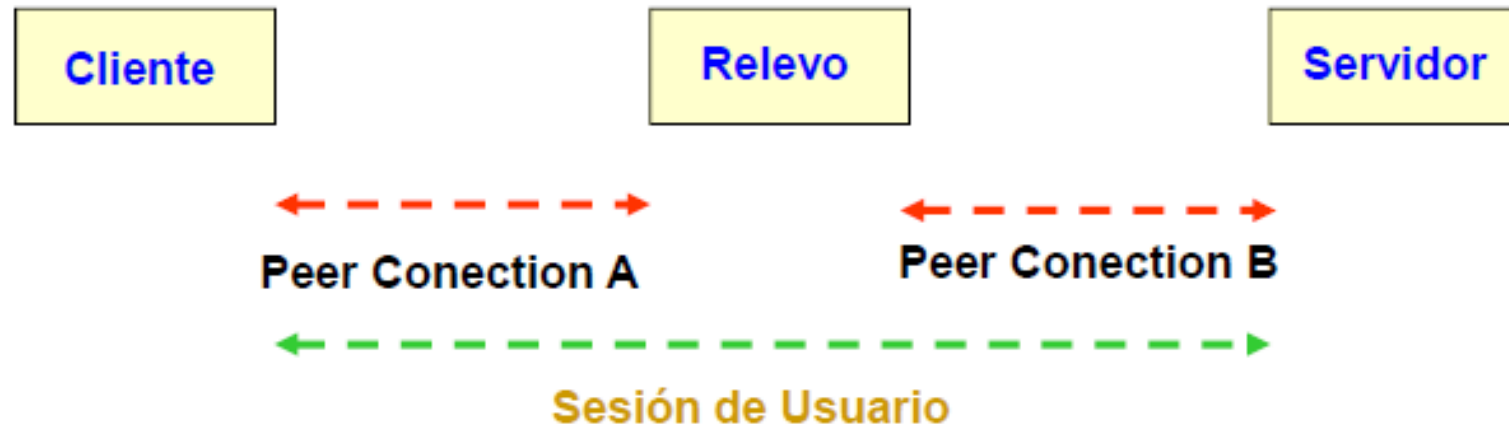 Cliente
Relevo
Servidor
Peer Conection A
Peer Conection B
Sesión de Usuario